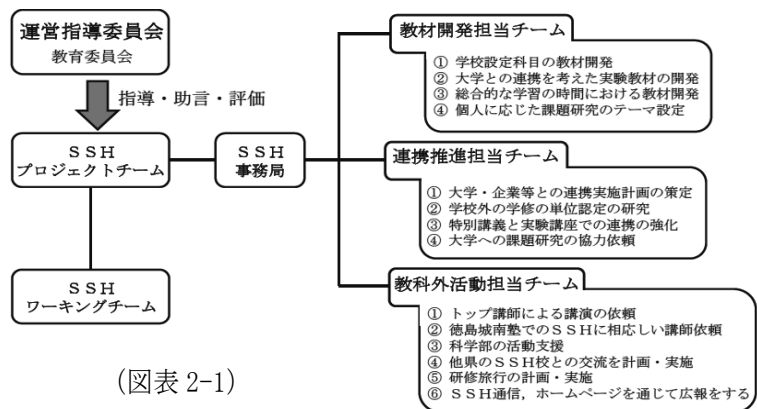 運営指導委員会
教育委員会
指導・助言・評価
ＳＳＨ
プロジェクトチーム
ＳＳＨ
事務局
ＳＳＨ
ワーキングチーム
教材開発担当チーム
① 学校設定科目の教材開発
② 大学との連携を考えた実験教材の開発
③ 総合的な学習の時間における教材開発
④ 個人に応じた課題研究のテーマ設定
連携推進担当チーム
① 大学・企業等との連携実施計画の策定
② 学校外の学修の単位認定の研究
③ 特別講義と実験講座での連携の強化
④ 大学への課題研究の協力依頼
教科外活動担当チーム
① トップ講師による講演の依頼
② 徳島城南塾でのＳＳＨに相応しい講師依頼
③ 科学部の活動支援
④ 他県のＳＳＨ校との交流を計画・実施
⑤ 研修旅行の計画・実施
⑥ ＳＳＨ通信，ホームページを通じて広報をする
(図表 2-1)